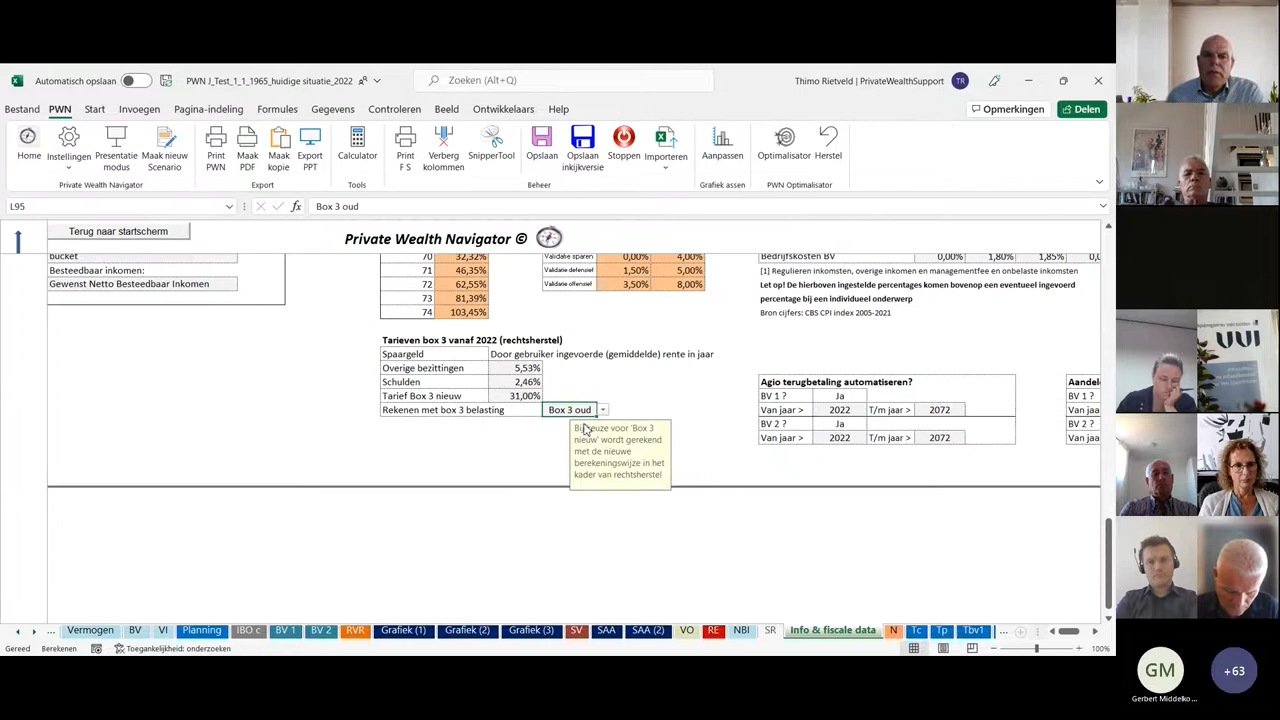 Automatisch opslaan
PWN J_Test_1_1_1965_huidige situatie_2022
Zoeken (Alt+Q)
Thimo Rietveld | PrivateWealthSupport
TR
Bestand PWN Start Invoegen Pagina-indeling Formules Gegevens Controleren Beeld Ontwikkelaars Help
Opmerkingen
Delen
Home
Instellingen
Presentatie modus
Maak nieuw Scenario
Print PWN
Maak PDF
Maak kopie
Export PPT
Calculator
Print F S
Verberg kolommen
SnipperTool
Opslaan
Opslaan inkijkversie
Stoppen
Importeren
Aanpassen
Optimalisator
Herstel
Private Wealth Navigator
Export
Tools
Beheer
Grafiek assen
PWN Optimalisator
L95
Box 3 oud
Terug naar startscherm
Private Wealth Navigator ©
bucket
Besteedbaar inkomen:
Gewenst Netto Besteedbaar Inkomen
70 32,32%
71 46,35%
72 62,55%
73 81,39%
74 103,45%
Validatie sparen 0,00% 4,00%
Validatie defensief 1,50% 5,00%
Validatie offensief 3,50% 8,00%
Bedrijfskosten BV 0,00% 1,80% 1,85%
[1] Regulieren inkomsten, overige inkomen en managementfee en onbelaste inkomsten
Let op! De hierboven ingestelde percentages komen bovenop een eventueel ingevoerd
percentage bij een individueel onderwerp
Bron cijfers: CBS CPI index 2005-2021
Tarieven box 3 vanaf 2022 (rechtsherstel)
Spaargeld Door gebruiker ingevoerde (gemiddelde) rente in jaar
Overige bezittingen 5,53%
Schulden 2,46%
Tarief Box 3 nieuw 31,00%
Rekenen met box 3 belasting Box 3 oud
euze voor 'Box 3
nieuw' wordt gerekend
met de nieuwe
berekeningswijze in het
kader van rechtsherstel
Agio terugbetaling automatiseren?
BV 1 ? Ja
Van jaar > 2022 T/m jaar > 2072
BV 2 ? Ja
Van jaar > 2022 T/m jaar > 2072
... Vermogen BV VI Planning IBO c BV 1 BV 2 RVR Grafiek (1) Grafiek (2) Grafiek (3) SV SAA SAA (2) VO RE NBI SR Info & fiscale data N Tc Tp Tbv1 ...
Gereed Berekenen Toegankelijkheid: onderzoeken
100%
GM
Gerbert Middelko ...
+63